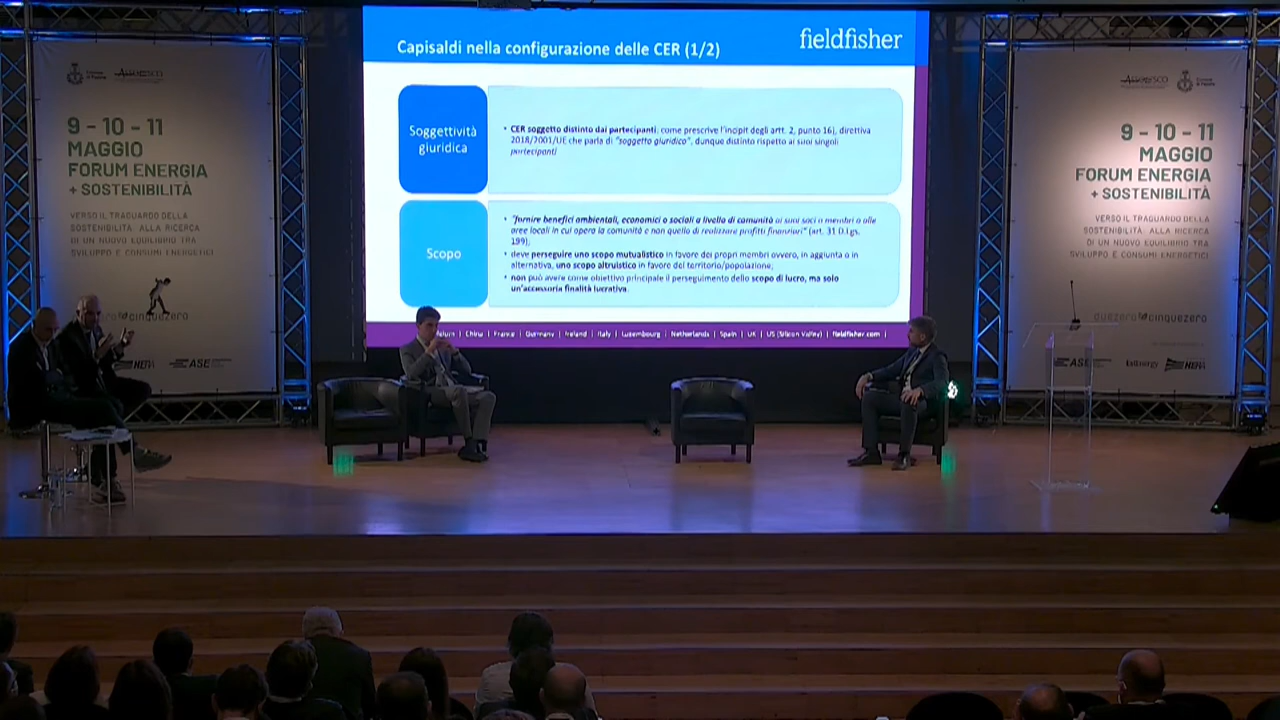 Capisaldi nella configurazione delle CER (1/2)
fieldfisher
Soggettività
giuridica
• CER soggetto distinto dai partecipanti: come prescrive l'incipit degli artt. 2, punto 16), direttiva
2018/2001/UE che parla di "soggetto giuridico", dunque distinto rispetto ai suoi singoli
partecipanti
Scopo
• "fornire benefici ambientali, economici o sociali a livello di comunità ai suoi soci o membri o alle
aree locali in cui opera la comunità e non quello di realizzare profitti finanziari" (art. 31 D.Lgs.
199);
• deve perseguire uno scopo mutualistico in favore dei propri membri ovvero, in aggiunta o in
alternativa, uno scopo altruistico in favore del territorio/popolazione;
• non può avere come obiettivo principale il perseguimento dello scopo di lucro, ma solo
un'accessoria finalità lucrativa.
| China | France | Germany | Ireland | Italy | Luxembourg | Netherlands | Spain | UK | US (Silicon Valley) | fieldfisher.com |
9 - 10 - 11
MAGGIO
FORUM ENERGIA
+ SOSTENIBILITÀ
VERSO IL TRAGUARDO DELLA
SOSTENIBILITÀ: ALLA RICERCA
DI UN NUOVO EQUILIBRIO TRA
SVILUPPO E CONSUMI ENERGETICI
cinquezero
HERA
ASE
9 - 10 - 11
MAGGIO
FORUM ENERGIA
+ SOSTENIBILITÀ
VERSO IL TRAGUARDO DELLA
SOSTENIBILITÀ: ALLA RICERCA
DI UN NUOVO EQUILIBRIO TRA
SVILUPPO E CONSUMI ENERGETICI
duezero cinquezero
ASE
HERA